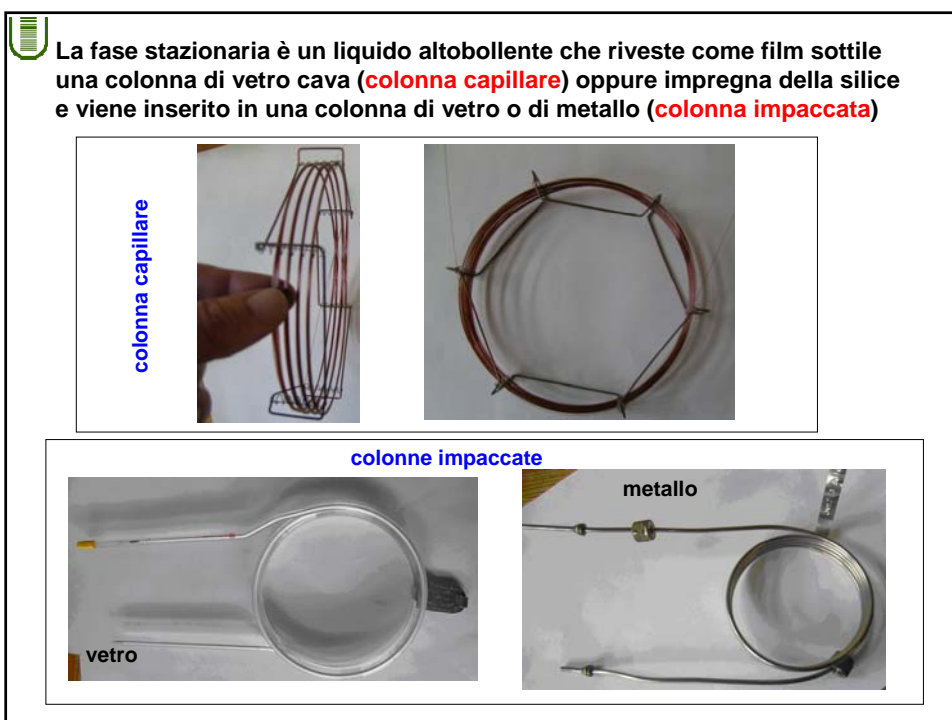 La fase stazionaria è un liquido altobollente che riveste come film sottile
una colonna di vetro cava (colonna capillare) oppure impregna della silice
e viene inserito in una colonna di vetro o di metallo (colonna impaccata)
colonna capillare
colonne impaccate
metallo
vetro